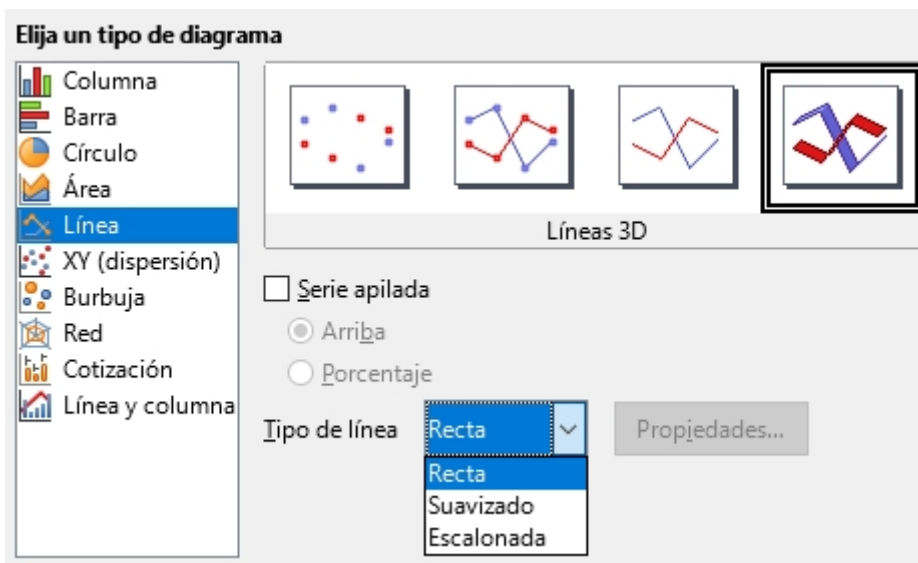 Elija un tipo de diagrama
Columna
Barra
Círculo
Área
Línea
XY (dispersión)
Burbuja
Red
Cotización
Línea y columna
Líneas 3D
Serie apilada
Arriba
Porcentaje
Tipo de línea
Recta
Propiedades...
Recta
Suavizado
Escalonada